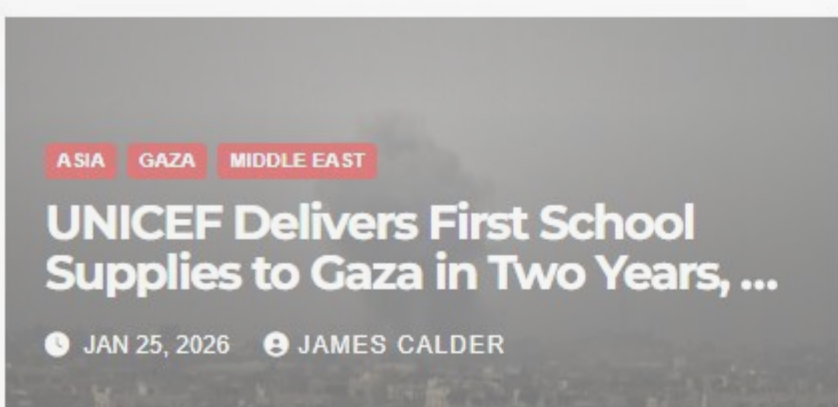 ASIA GAZA MIDDLE EAST
UNICEF Delivers First School
Supplies to Gaza in Two Years, ...
JAN 25, 2026 JAMES CALDER